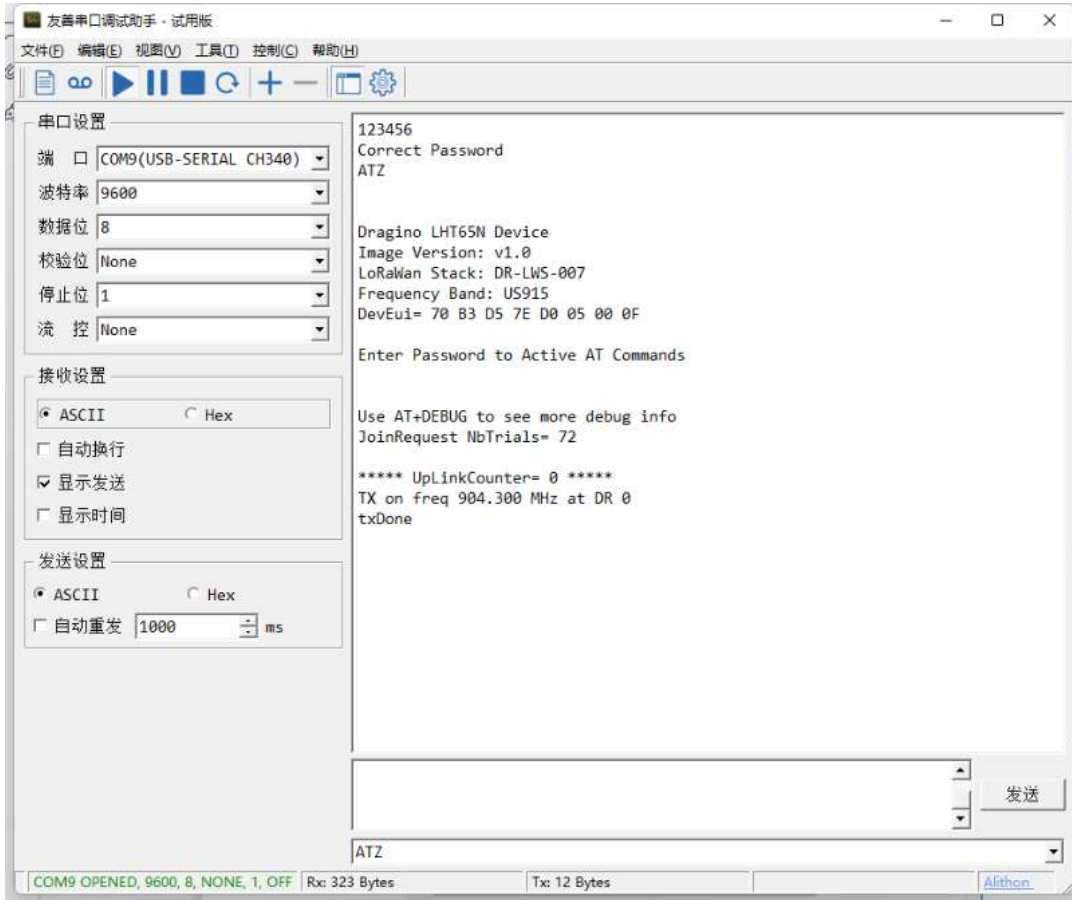 友善串口调试助手 - 试用版
文件(F) 编辑(E) 视图(V) 工具(T) 控制(C) 帮助(H)
串口设置
端 口 COM9(USB-SERIAL CH340)
波特率 9600
数据位 8
校验位 None
停止位 1
流 控 None
接收设置
ASCII Hex
自动换行
显示发送
显示时间
发送设置
ASCII Hex
自动重发 1000 ms
123456
Correct Password
ATZ
Dragino LHT65N Device
Image Version: v1.0
LoRaWan Stack: DR-LWS-007
Frequency Band: US915
DevEui= 70 B3 D5 7E D0 05 00 0F
Enter Password to Active AT Commands
Use AT+DEBUG to see more debug info
JoinRequest NbTrials= 72
***** UpLinkCounter= 0 *****
TX on freq 904.300 MHz at DR 0
txDone
发送
ATZ
COM9 OPENED, 9600, 8, NONE, 1, OFF Rx: 323 Bytes Tx: 12 Bytes Alithon